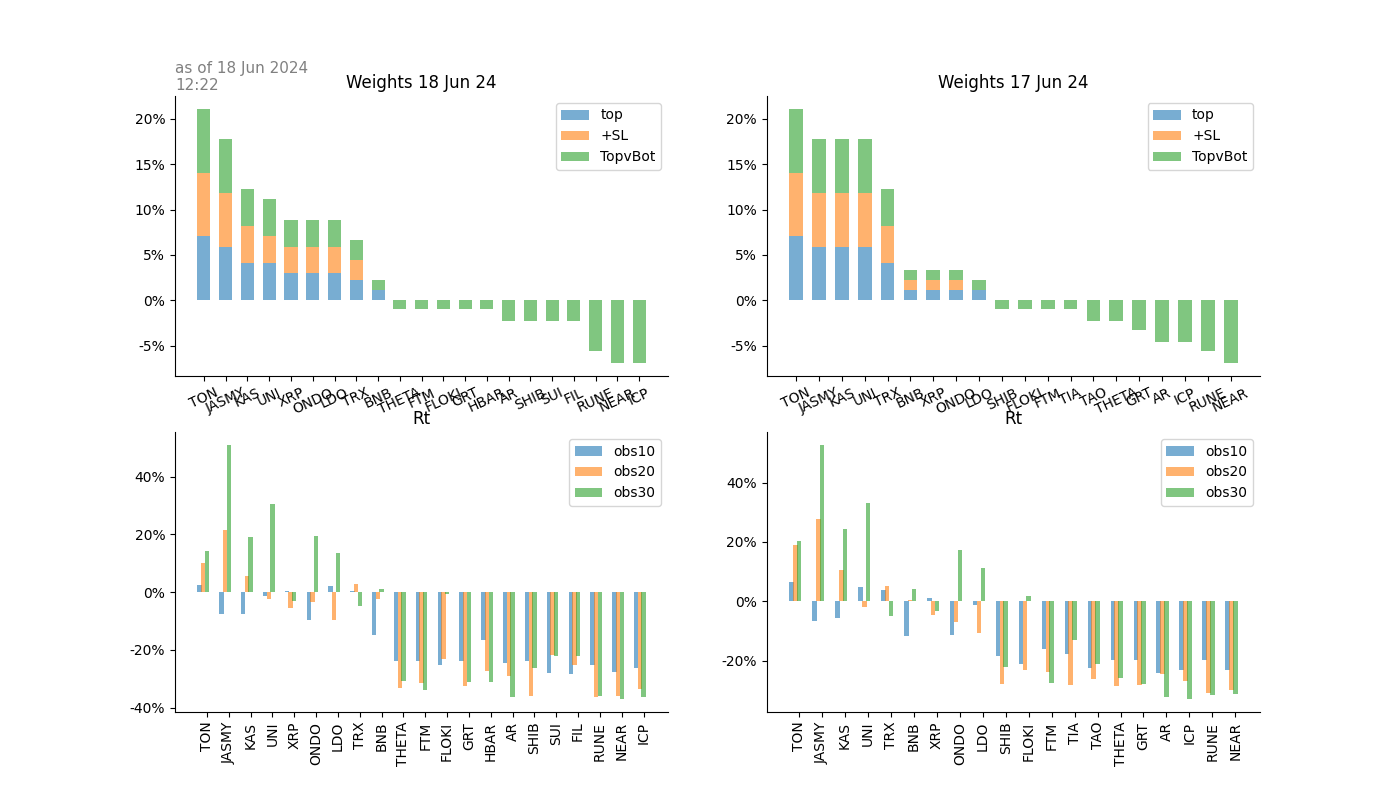 as of 18 Jun 2024
12:22
Weights 18 Jun 24
20%
15%
10%
5%
0%
-5%
top
+SL
TopvBot
TON JASMY KAS UNI XRP ONDO LDO TRX BNB THETA FTM FLOKI GRT HBAR AR SHIB SUI FIL RUNE NEAR ICP
Weights 17 Jun 24
20%
15%
10%
5%
0%
-5%
top
+SL
TopvBot
TON JASMY KAS UNI TRX BNB XRP ONDO LDO SHIB FLOKI FTM TIA TAO THETA GRT AR ICP RUNE NEAR
Rt
40%
20%
0%
-20%
-40%
obs10
obs20
obs30
TON JASMY KAS UNI XRP ONDO LDO TRX BNB THETA FTM FLOKI GRT HBAR AR SHIB SUI FIL RUNE NEAR ICP
Rt
40%
20%
0%
-20%
obs10
obs20
obs30
TON JASMY KAS UNI TRX BNB XRP ONDO LDO SHIB FLOKI FTM TIA TAO THETA GRT AR ICP RUNE NEAR